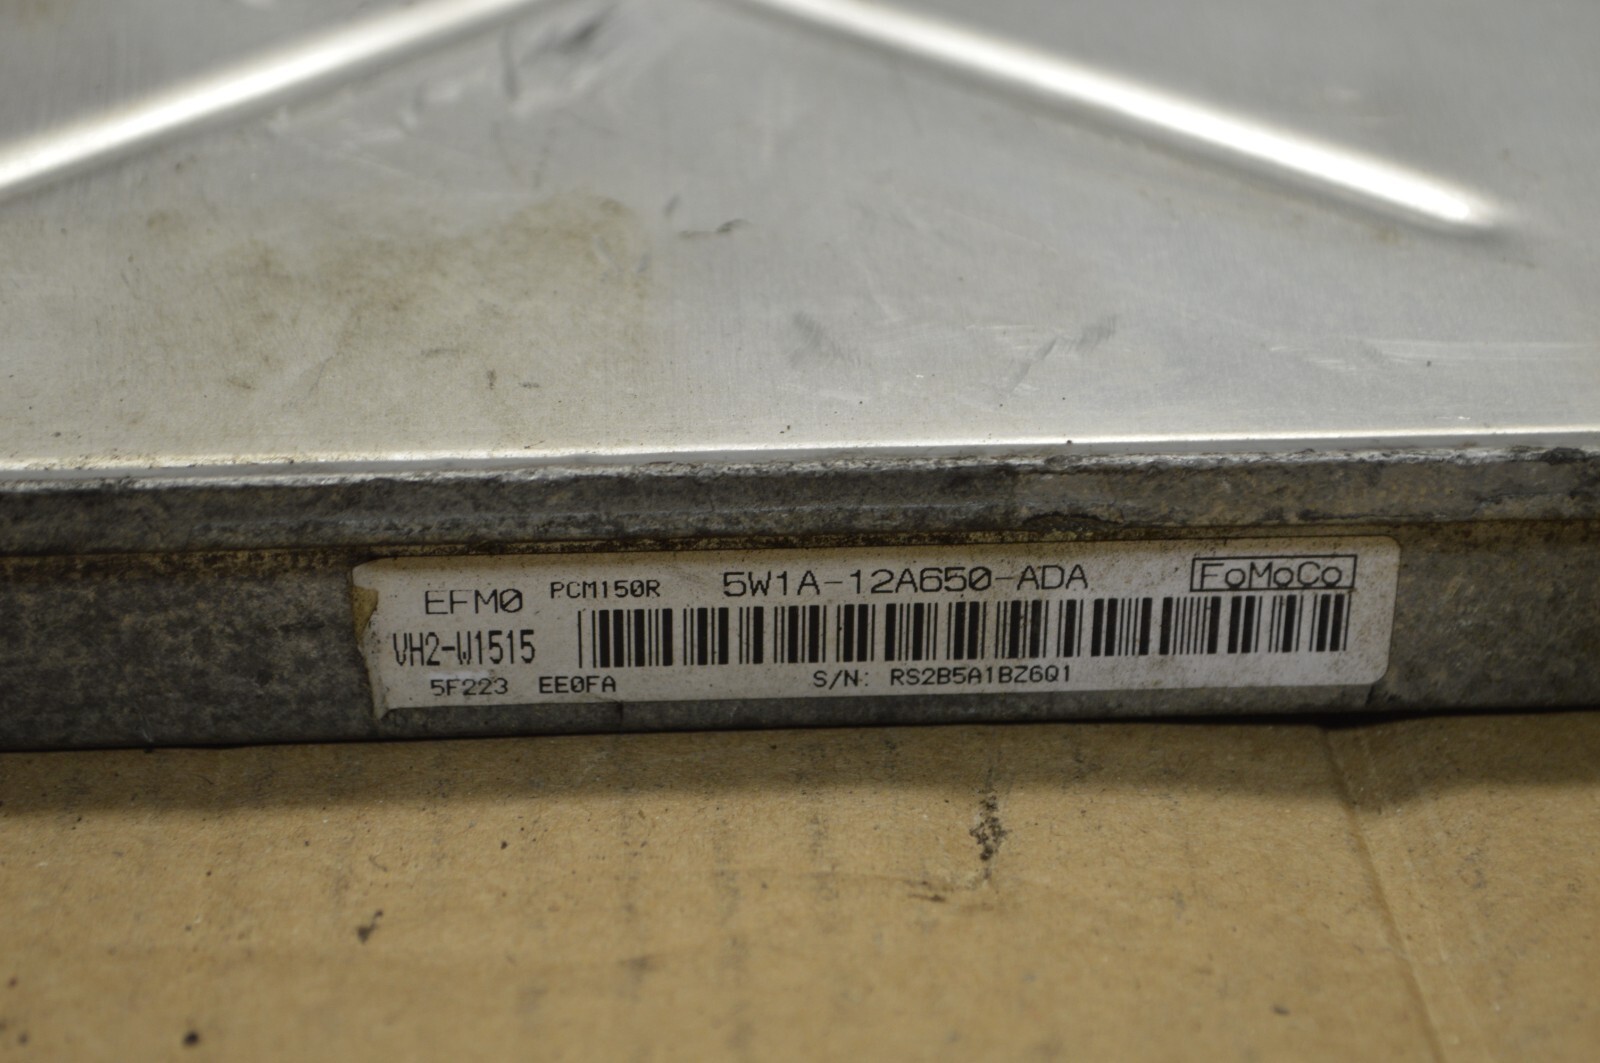 EFM0 PCM150R 5W1A-12A650-ADA FoMoCo
VH2-W1515
5F223 EE0FA S/N: RS2B5A1BZ6Q1